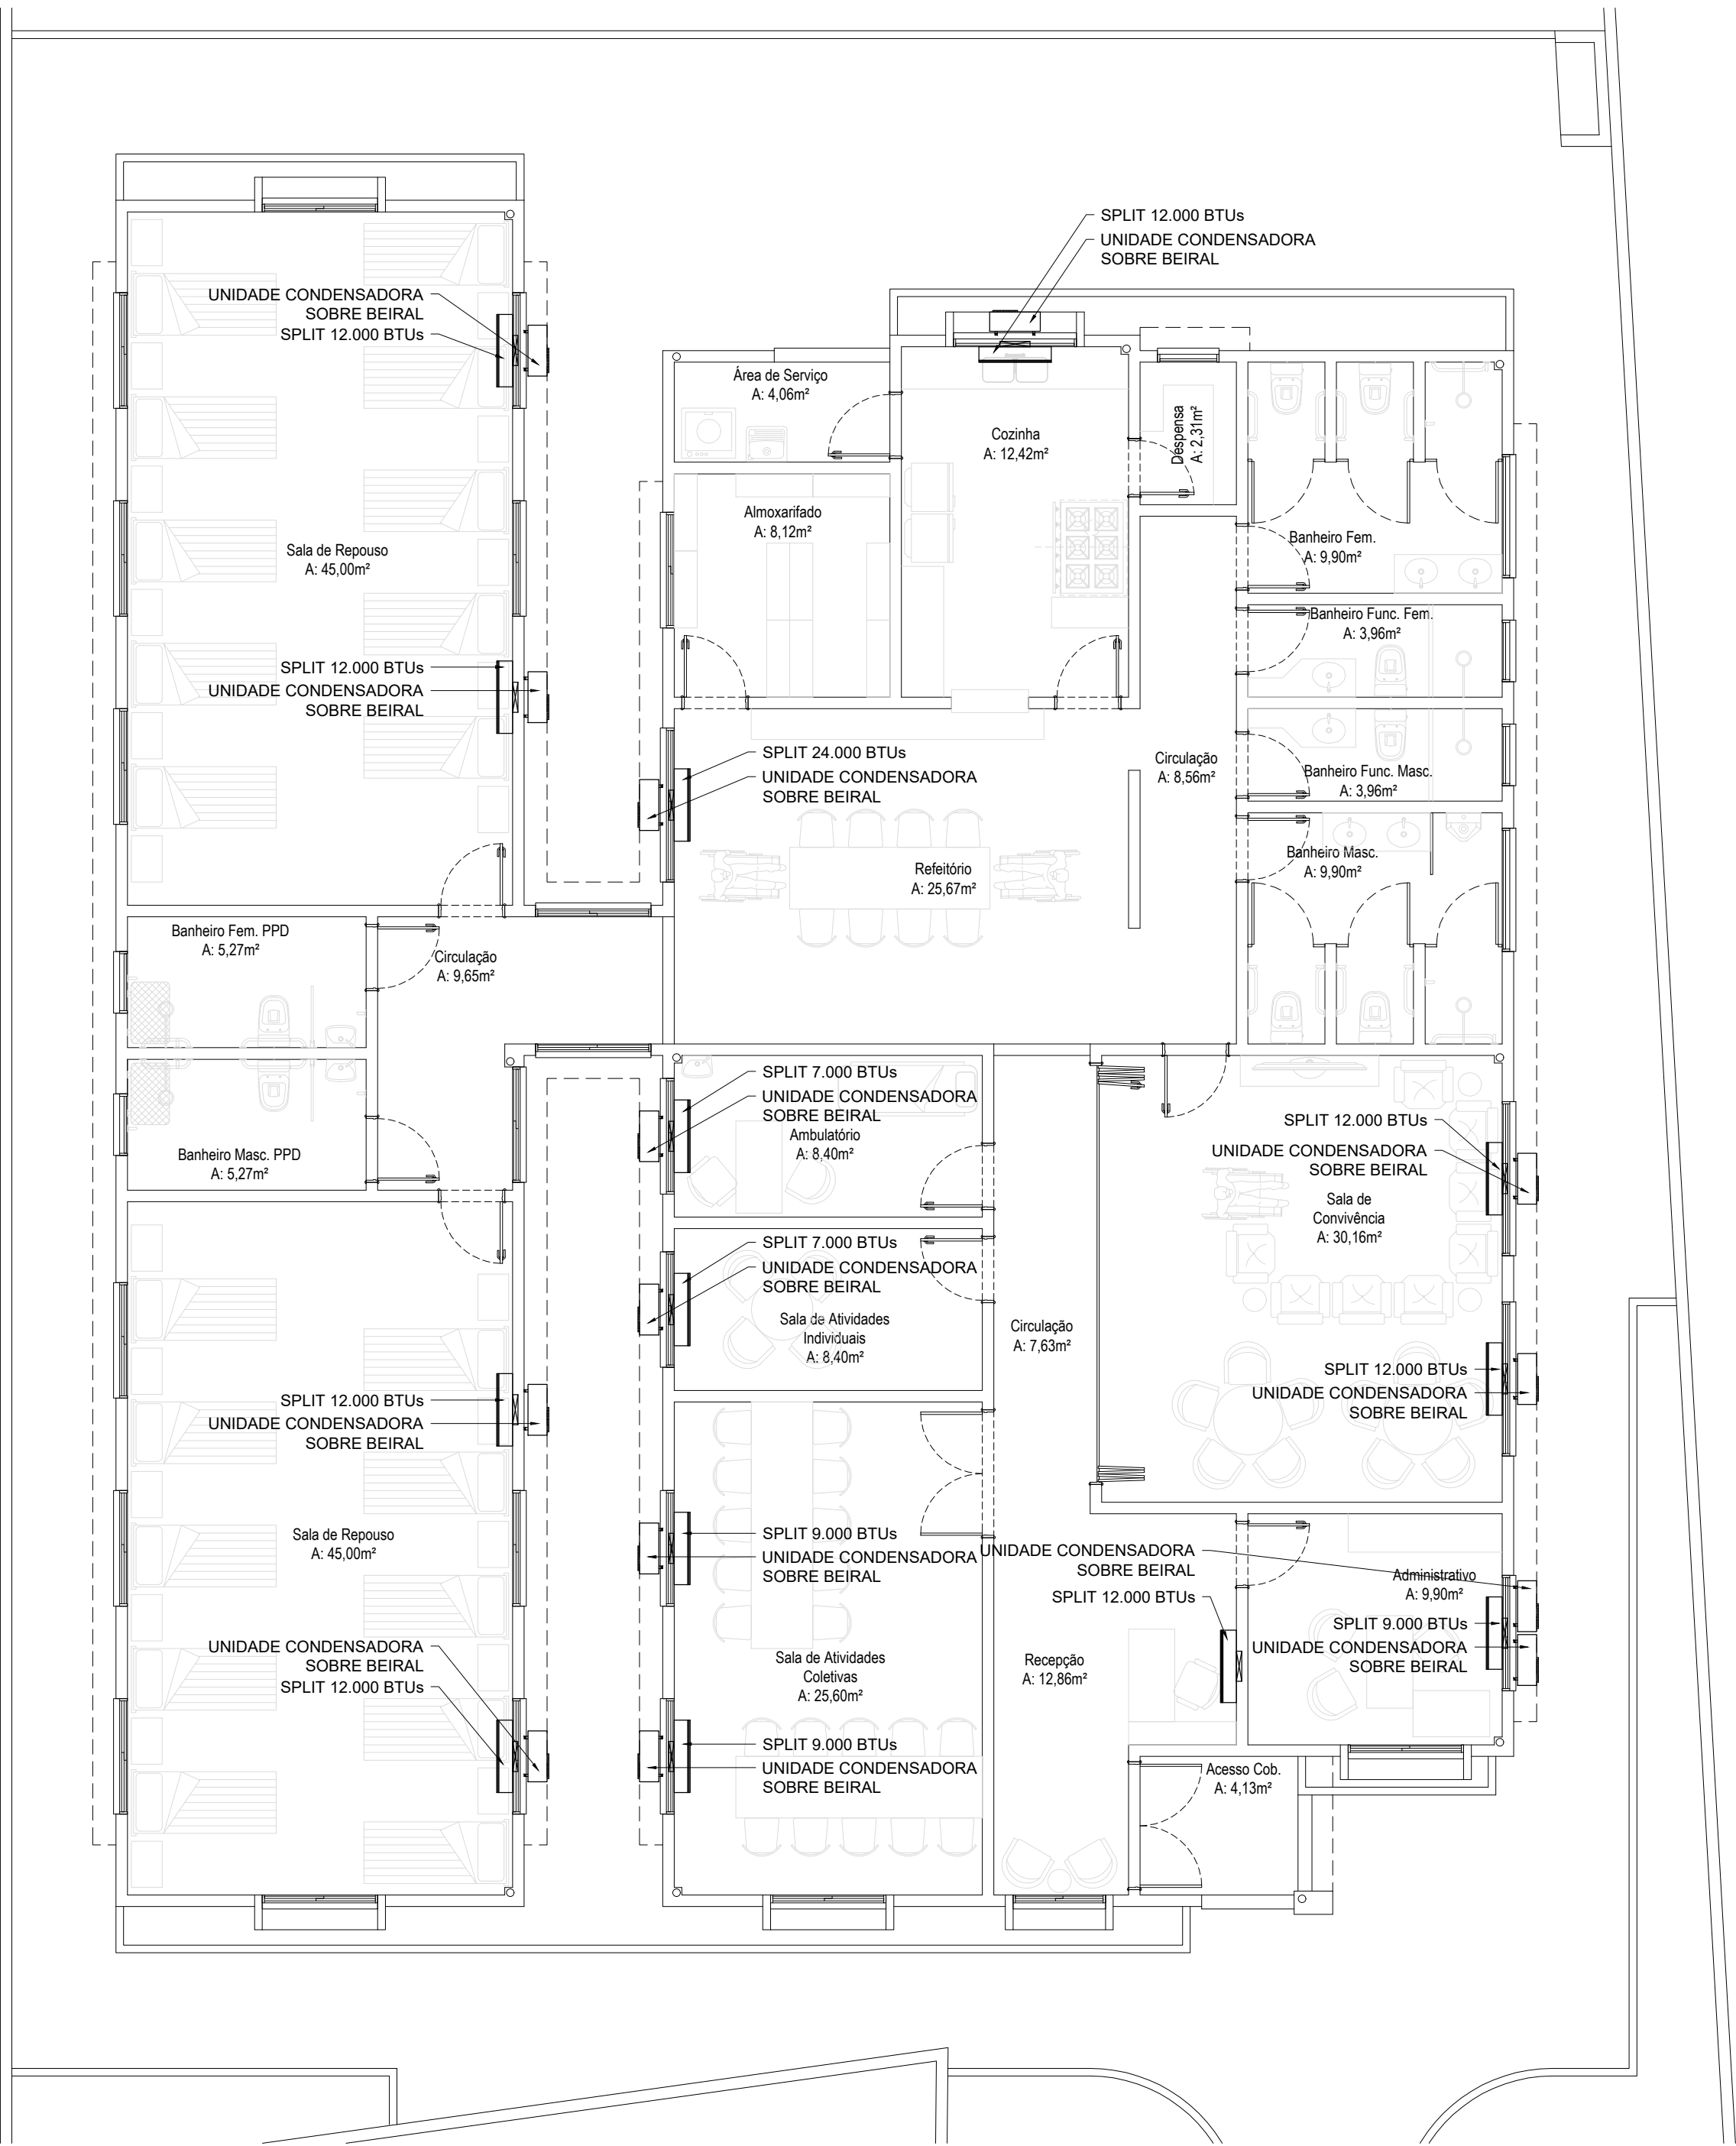 SPLIT 12.000 BTUs
UNIDADE CONDENSADORA
SOBRE BEIRAL
UNIDADE CONDENSADORA
SOBRE BEIRAL
SPLIT 12.000 BTUs
Área de Serviço
A: 4,06m²
Cozinha
A: 12,42m²
Despensa
A: 2,31m²
Almoxarifado
A: 8,12m²
Banheiro Fem.
A: 9,90m²
Sala de Repouso
A: 45,00m²
Banheiro Func. Fem.
A: 3,96m²
SPLIT 12.000 BTUs
UNIDADE CONDENSADORA
SOBRE BEIRAL
SPLIT 24.000 BTUs
UNIDADE CONDENSADORA
SOBRE BEIRAL
Circulação
A: 8,56m²
Banheiro Func. Masc.
A: 3,96m²
Banheiro Masc.
A: 9,90m²
Refeitório
A: 25,67m²
Banheiro Fem. PPD
A: 5,27m²
Circulação
A: 9,65m²
SPLIT 7.000 BTUs
UNIDADE CONDENSADORA
SOBRE BEIRAL
Ambulatório
A: 8,40m²
Banheiro Masc. PPD
A: 5,27m²
SPLIT 12.000 BTUs
UNIDADE CONDENSADORA
SOBRE BEIRAL
Sala de
Convivência
A: 30,16m²
SPLIT 7.000 BTUs
UNIDADE CONDENSADORA
SOBRE BEIRAL
Sala de Atividades
Individuais
A: 8,40m²
Circulação
A: 7,63m²
SPLIT 12.000 BTUs
UNIDADE CONDENSADORA
SOBRE BEIRAL
SPLIT 12.000 BTUs
UNIDADE CONDENSADORA
SOBRE BEIRAL
Sala de Repouso
A: 45,00m²
SPLIT 9.000 BTUs
UNIDADE CONDENSADORA
SOBRE BEIRAL
UNIDADE CONDENSADORA
SOBRE BEIRAL
SPLIT 12.000 BTUs
Administrativo
A: 9,90m²
SPLIT 9.000 BTUs
UNIDADE CONDENSADORA
SOBRE BEIRAL
UNIDADE CONDENSADORA
SOBRE BEIRAL
SPLIT 12.000 BTUs
Sala de Atividades
Coletivas
A: 25,60m²
Recepção
A: 12,86m²
SPLIT 9.000 BTUs
UNIDADE CONDENSADORA
SOBRE BEIRAL
Acesso Cob.
A: 4,13m²